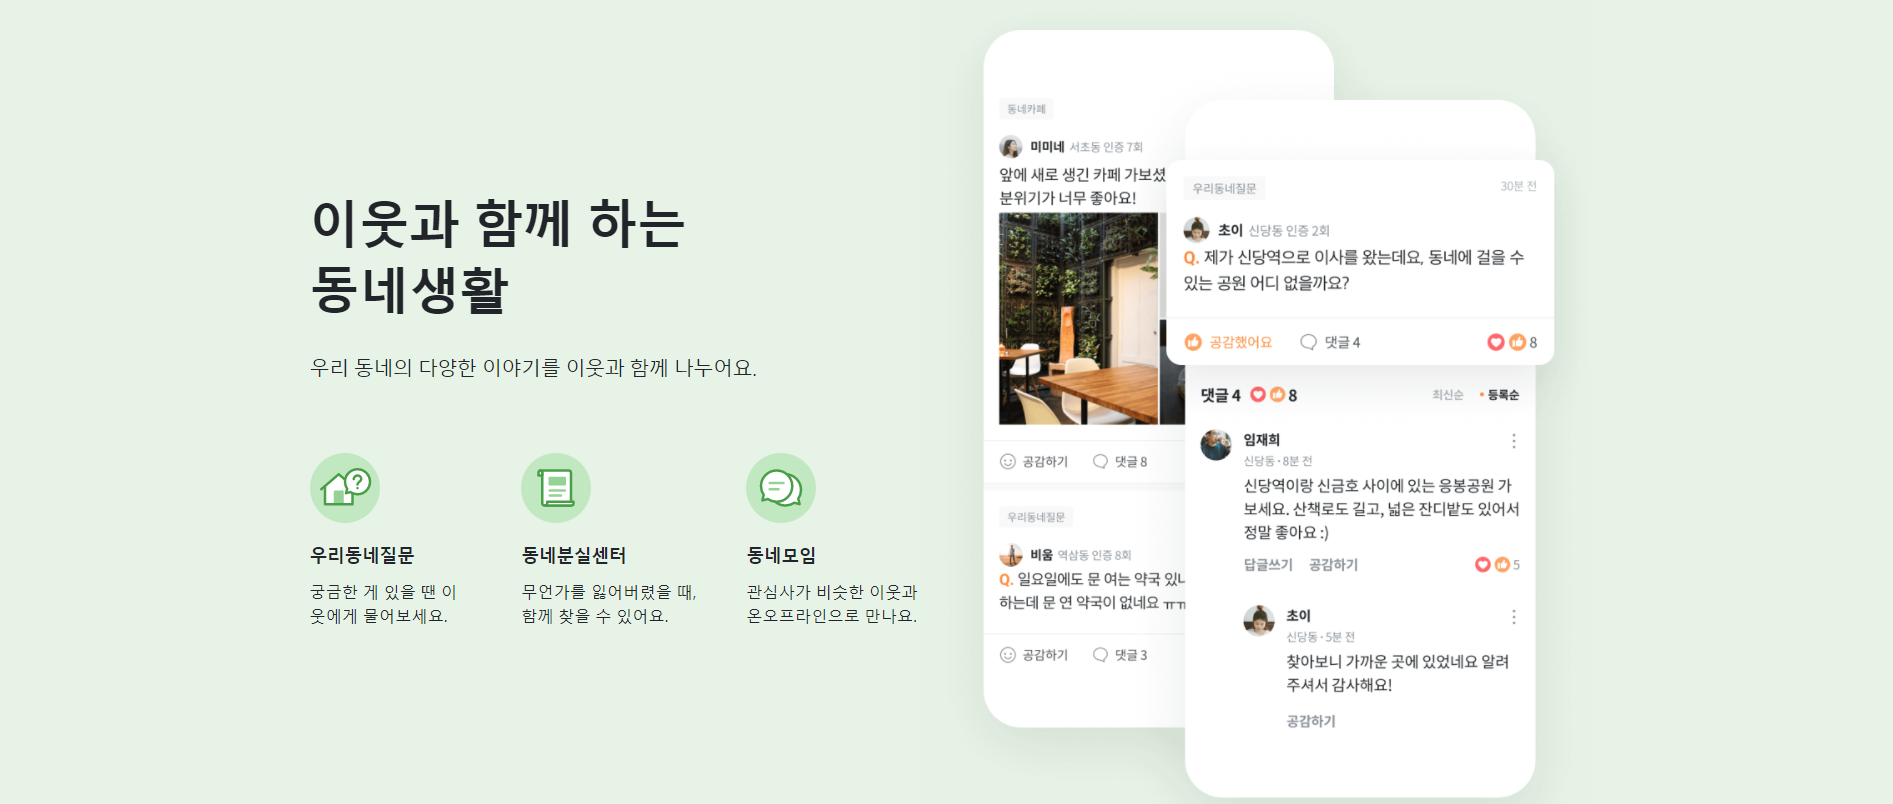 이웃과 함께 하는
동네생활
우리 동네의 다양한 이야기를 이웃과 함께 나누어요.
우리동네질문
궁금한 게 있을 땐 이
웃에게 물어보세요.
동네분실센터
무언가를 잃어버렸을 때,
함께 찾을 수 있어요.
동네모임
관심사가 비슷한 이웃과
온오프라인으로 만나요.
동네카페
미미네 서초동 인증 7회
앞에 새로 생긴 카페 가보셨
분위기가 너무 좋아요!
공감하기 댓글 8
우리동네질문
비움 역삼동 인증 8회
Q. 일요일에도 문 여는 약국 있
하는데 문 연 약국이 없네요 ㅠㅠ
공감하기 댓글 3
우리동네질문 30분 전
초이 신당동 인증 2회
Q. 제가 신당역으로 이사를 왔는데요, 동네에 걸을 수
있는 공원 어디 없을까요?
공감했어요 댓글 4 8
댓글 4 8 최신순 • 등록순
임재희
신당동 · 8분 전
신당역이랑 신금호 사이에 있는 응봉공원 가
보세요. 산책로도 길고, 넓은 잔디밭도 있어서
정말 좋아요 :)
답글쓰기 공감하기 5
초이
신당동 · 5분 전
찾아보니 가까운 곳에 있었네요 알려
주셔서 감사해요!
공감하기